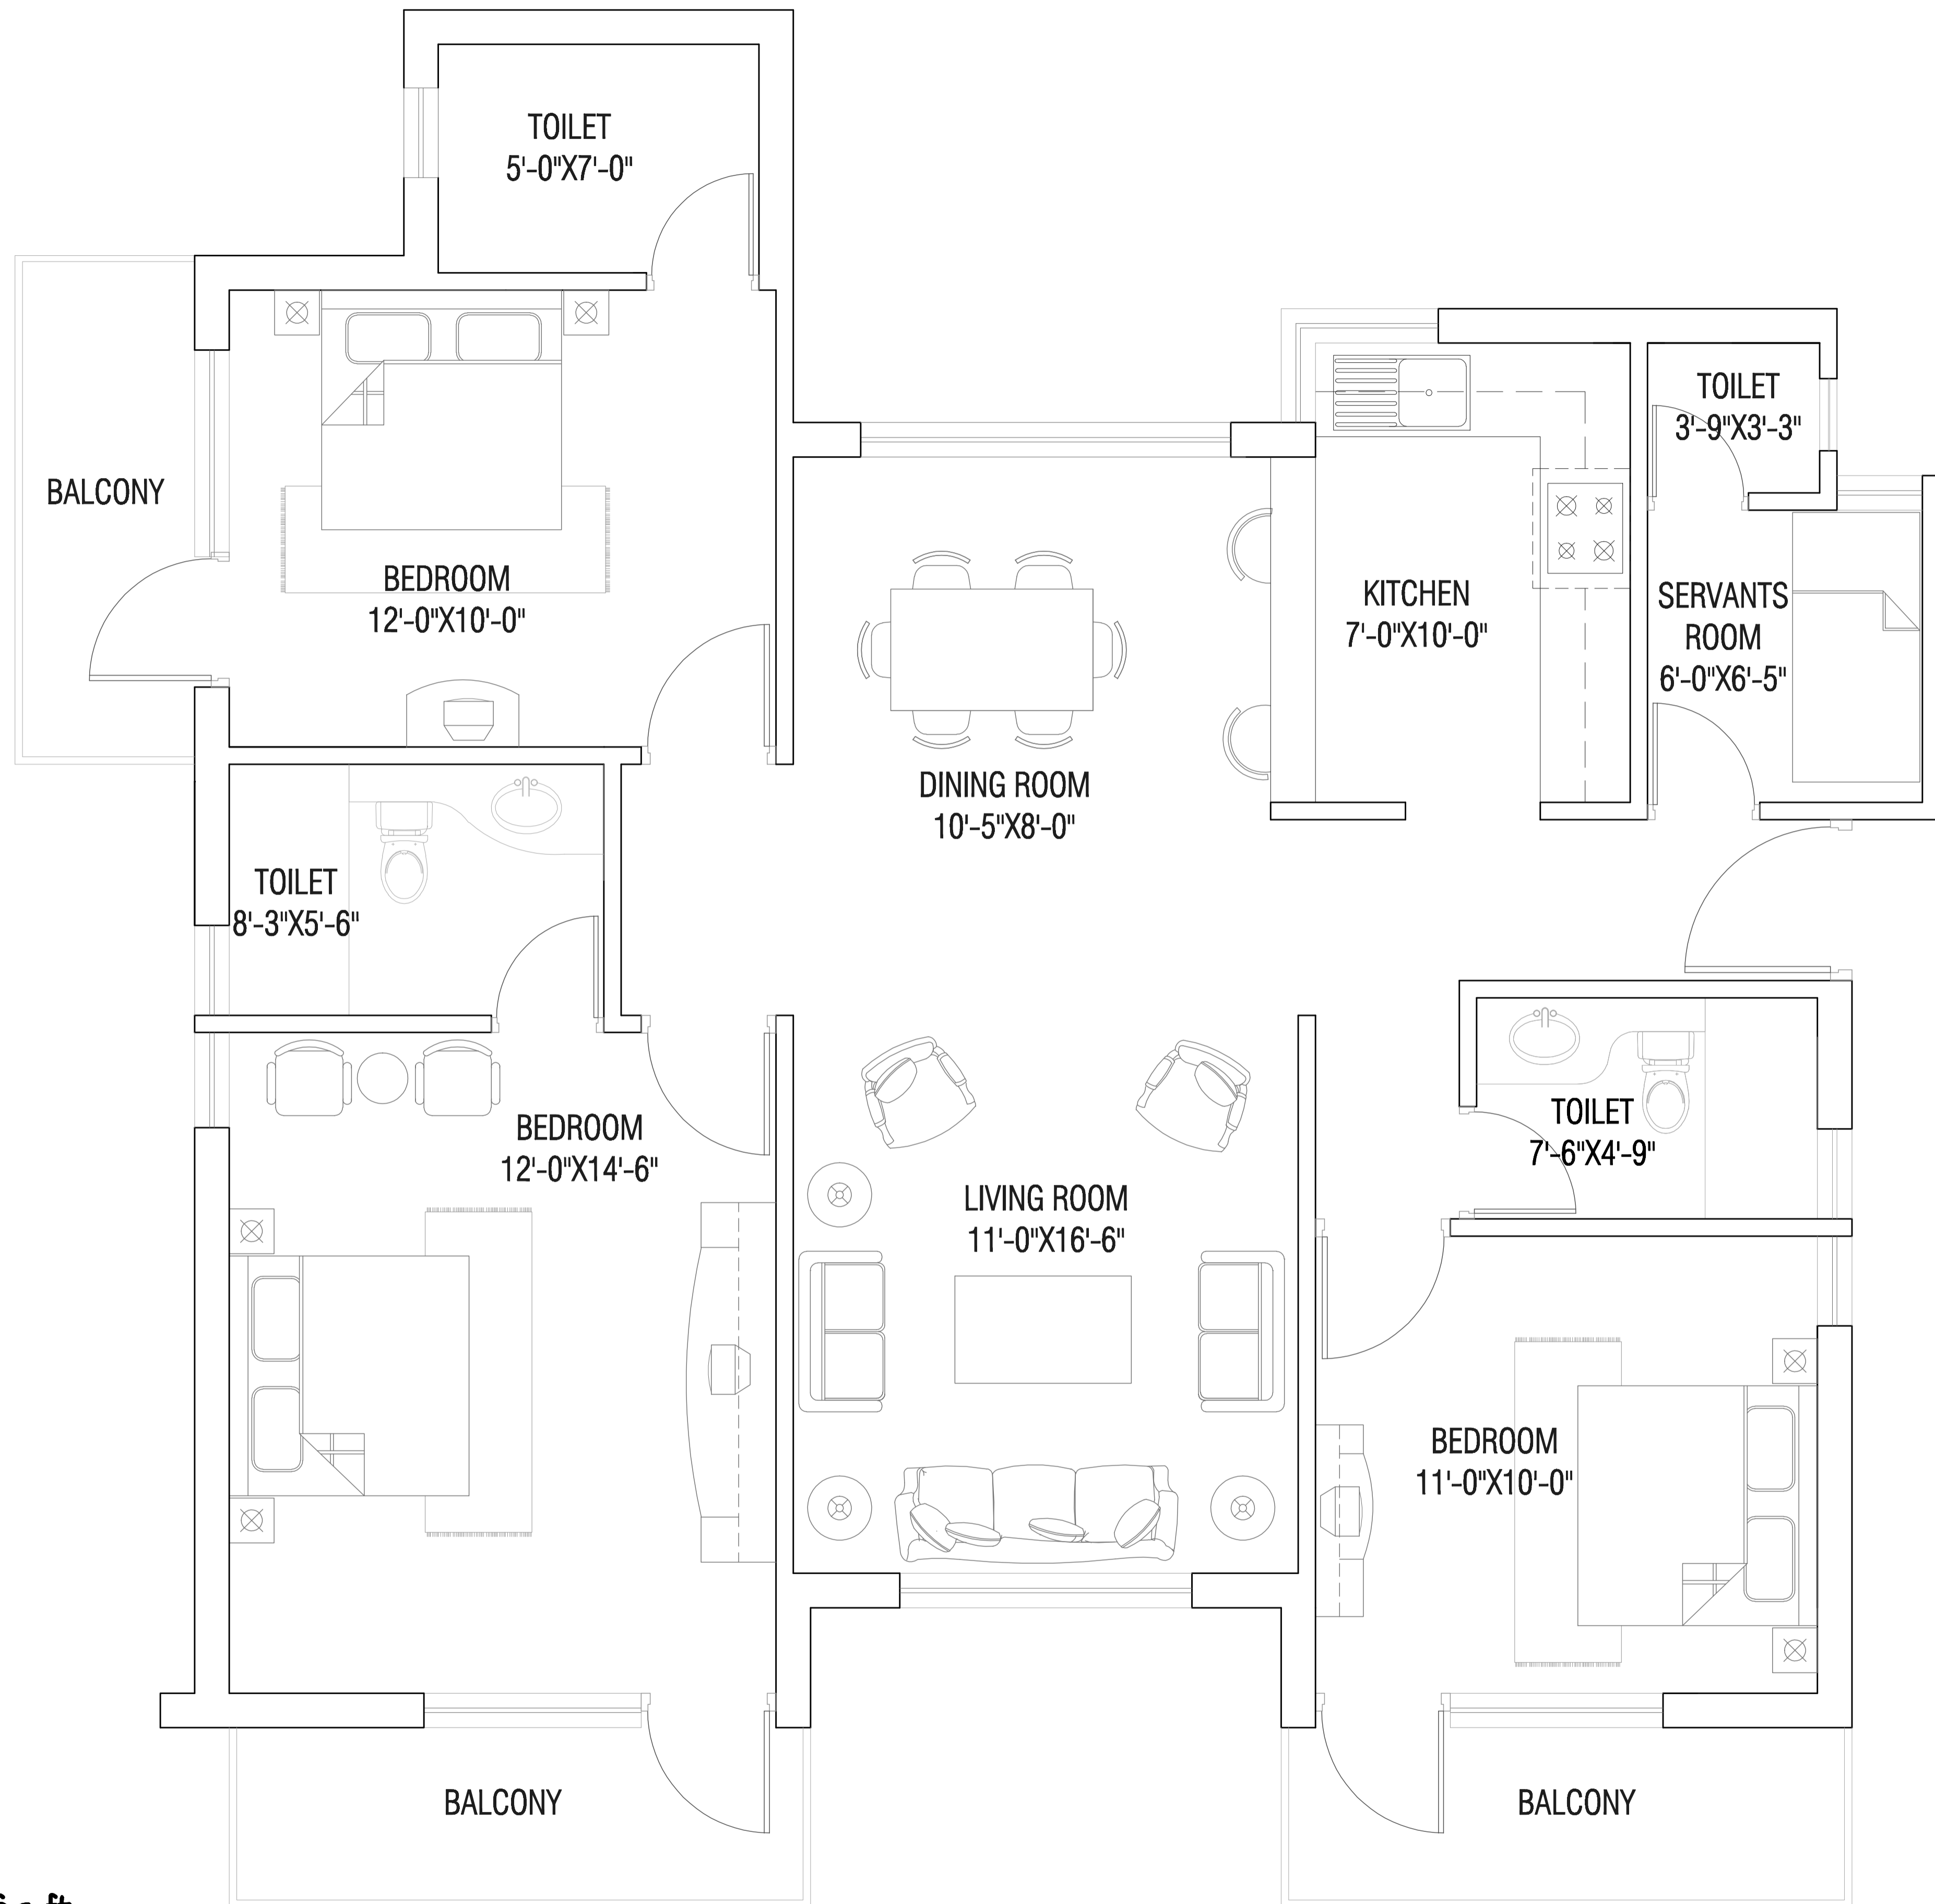 TOILET
5'-0"X7'-0"
TOILET
3'-9"X3'-3"
BALCONY
BEDROOM
12'-0"X10'-0"
KITCHEN
7'-0"X10'-0"
SERVANTS
ROOM
6'-0"X6'-5"
DINING ROOM
10'-5"X8'-0"
TOILET
8'-3"X5'-6"
BEDROOM
12'-0"X14'-6"
TOILET
7'-6"X4'-9"
LIVING ROOM
11'-0"X16'-6"
BEDROOM
11'-0"X10'-0"
BALCONY
BALCONY